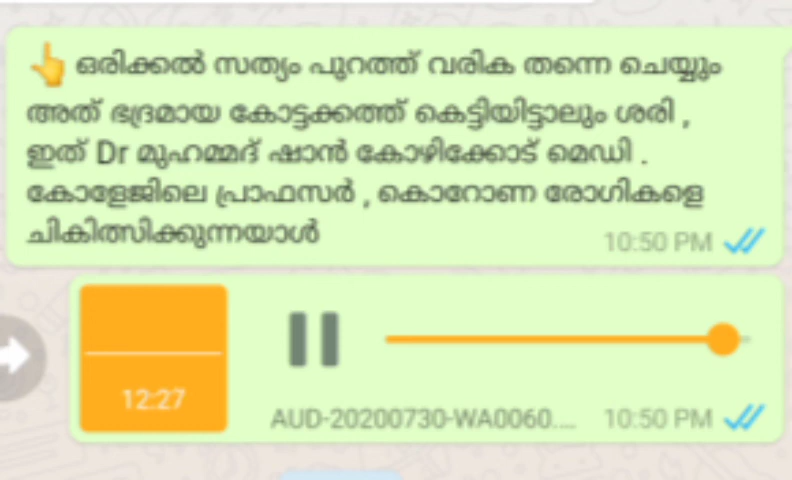 👆 ഒരിക്കൽ സത്യം പുറത്ത് വരിക തന്നെ ചെയ്യും
അത് ഭദ്രമായ കോട്ടക്കത്ത് കെട്ടിയിട്ടാലും ശരി ,
ഇത് Dr മുഹമ്മദ് ഷാൻ കോഴിക്കോട് മെഡി .
കോളേജിലെ പ്രാഫസർ , കൊറോണ രോഗികളെ
ചികിത്സിക്കുന്നയാൾ
10:50 PM
12:27
AUD-20200730-WA0060.... 10:50 PM